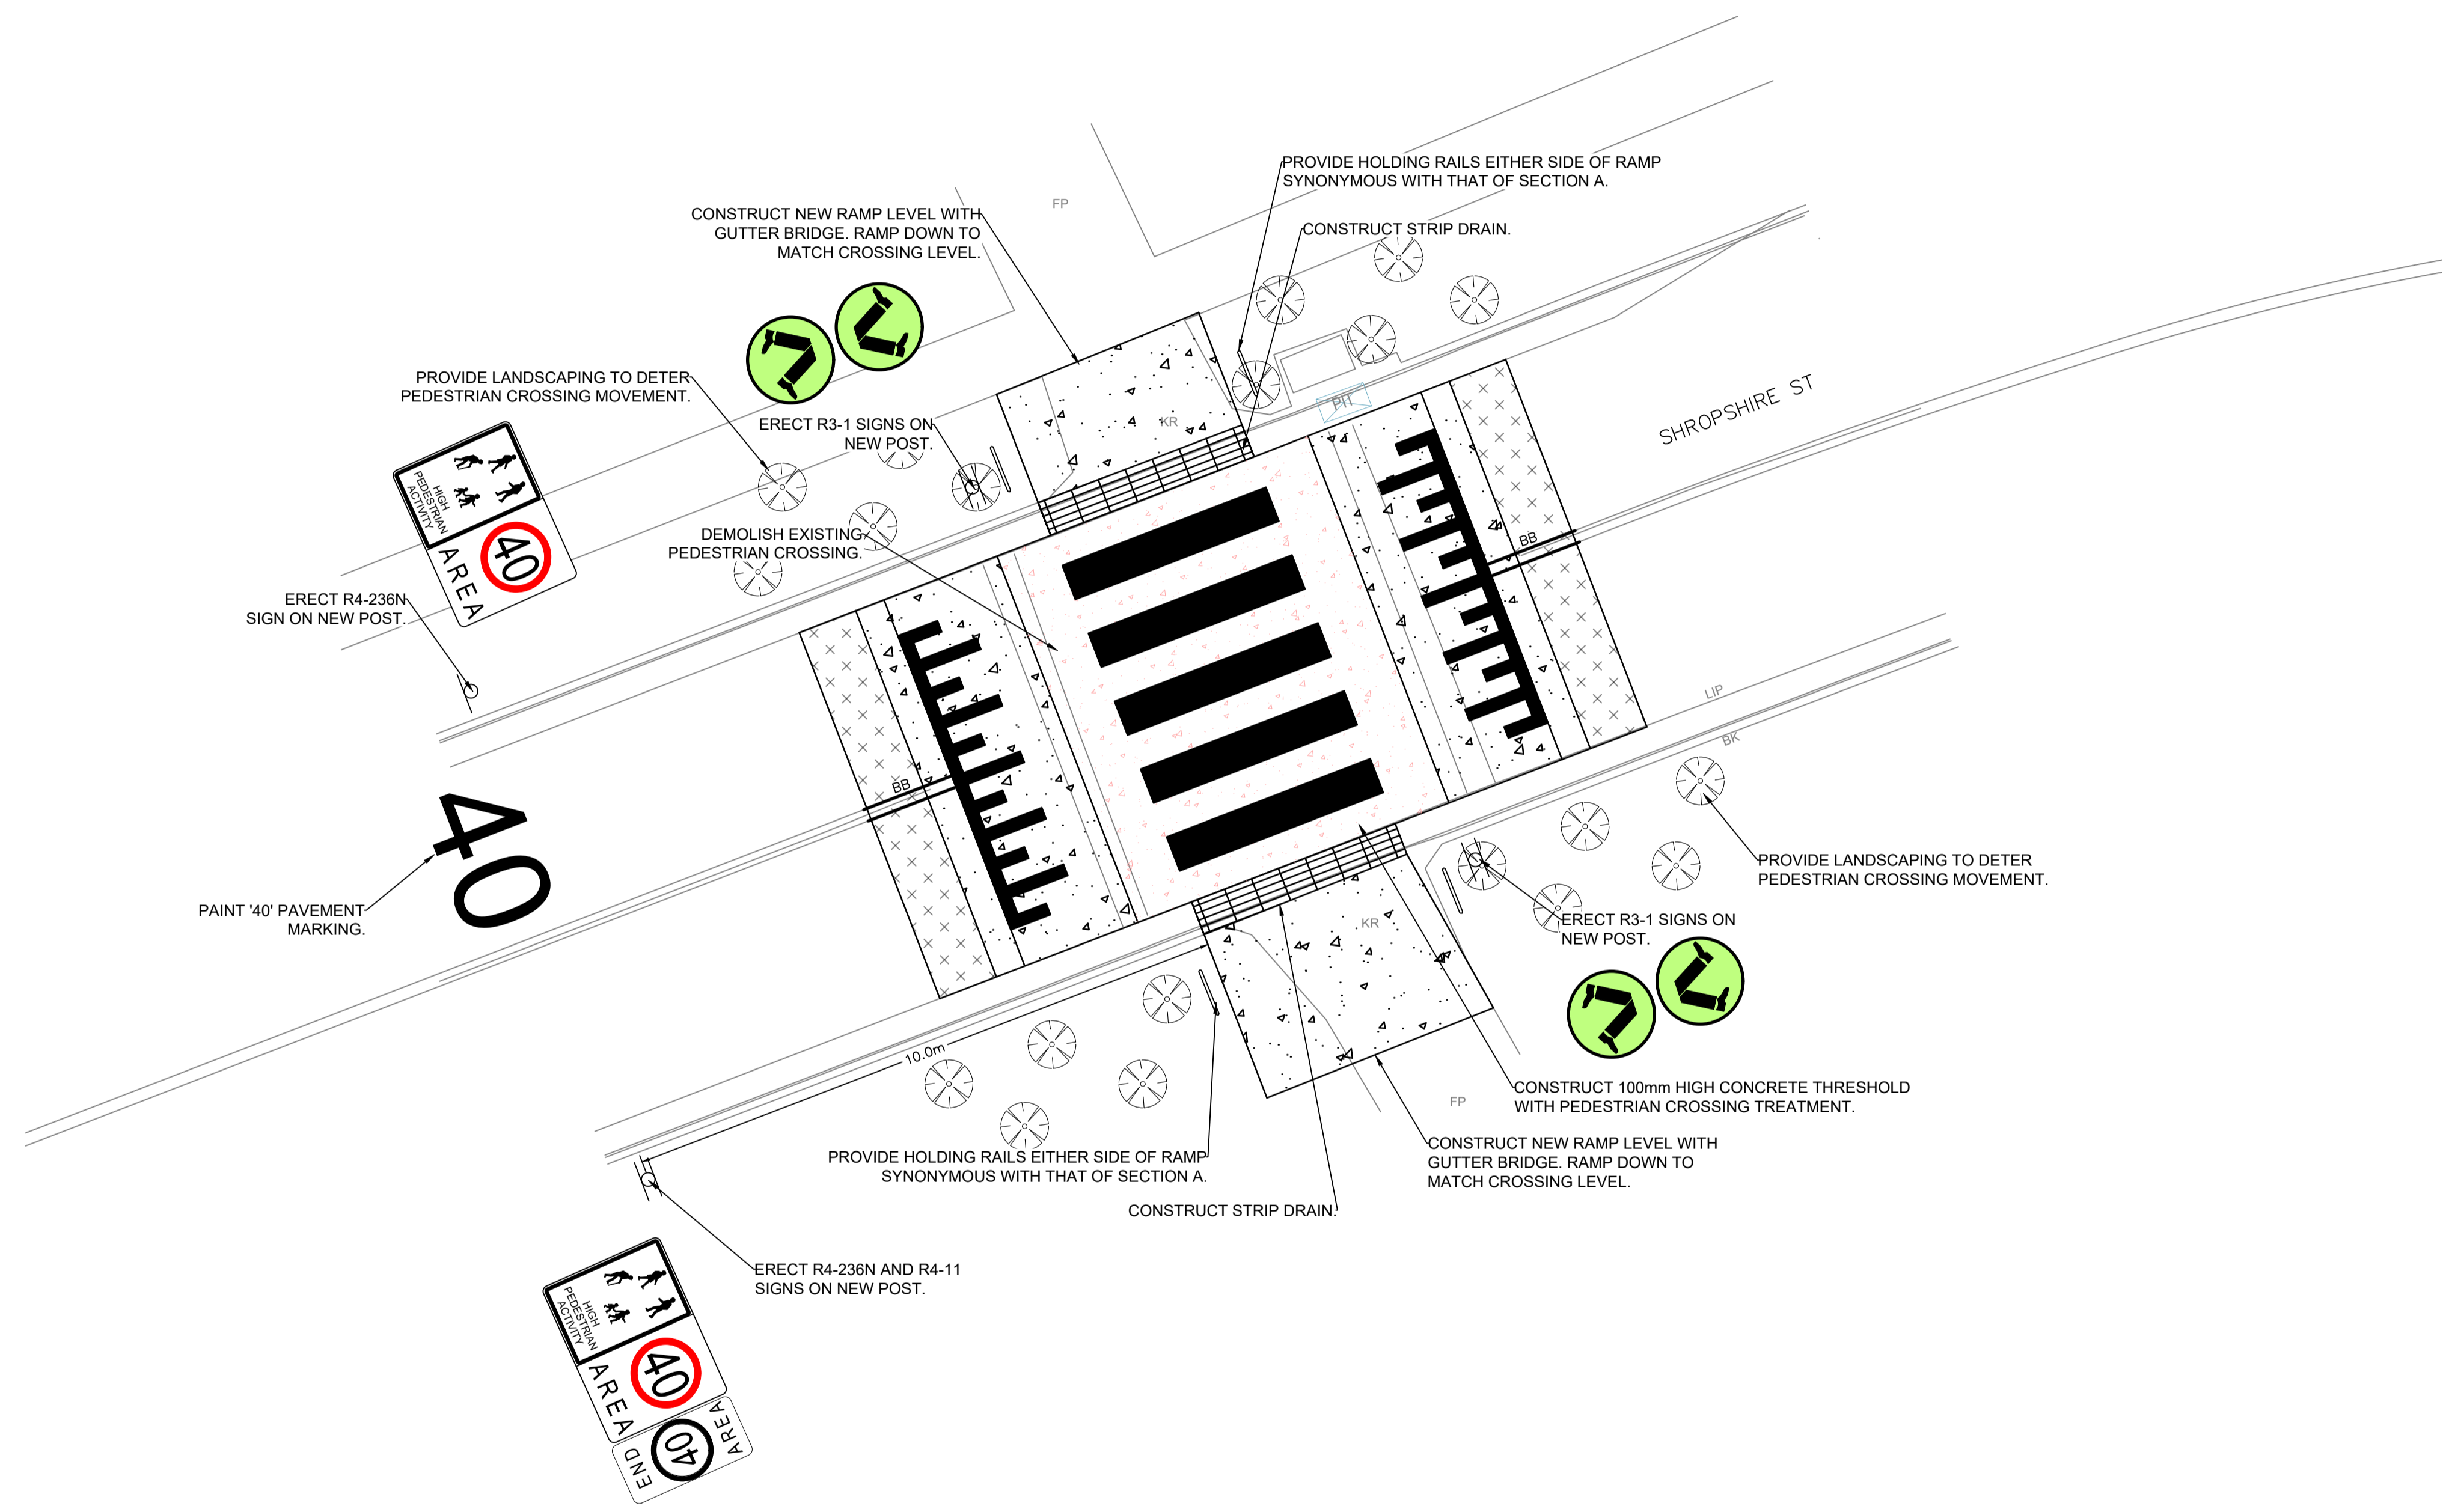 PROVIDE HOLDING RAILS EITHER SIDE OF RAMP
SYNONYMOUS WITH THAT OF SECTION A.
FP
CONSTRUCT NEW RAMP LEVEL WITH
GUTTER BRIDGE. RAMP DOWN TO
MATCH CROSSING LEVEL.
CONSTRUCT STRIP DRAIN.
PROVIDE LANDSCAPING TO DETER
PEDESTRIAN CROSSING MOVEMENT.
PIT
SHROPSHIRE ST
KR
ERECT R3-1 SIGNS ON
NEW POST.
HIGH
PEDESTRIAN
ACTIVITY
40
AREA
DEMOLISH EXISTING
PEDESTRIAN CROSSING.
BB
ERECT R4-236N
SIGN ON NEW POST.
LIP
BK
BB
40
PAINT '40' PAVEMENT
MARKING.
PROVIDE LANDSCAPING TO DETER
PEDESTRIAN CROSSING MOVEMENT.
KR
ERECT R3-1 SIGNS ON
NEW POST.
10.0m
CONSTRUCT 100mm HIGH CONCRETE THRESHOLD
WITH PEDESTRIAN CROSSING TREATMENT.
FP
PROVIDE HOLDING RAILS EITHER SIDE OF RAMP
SYNONYMOUS WITH THAT OF SECTION A.
CONSTRUCT NEW RAMP LEVEL WITH
GUTTER BRIDGE. RAMP DOWN TO
MATCH CROSSING LEVEL.
CONSTRUCT STRIP DRAIN.
ERECT R4-236N AND R4-11
SIGNS ON NEW POST.
HIGH
PEDESTRIAN
ACTIVITY
40
AREA
END
40
AREA